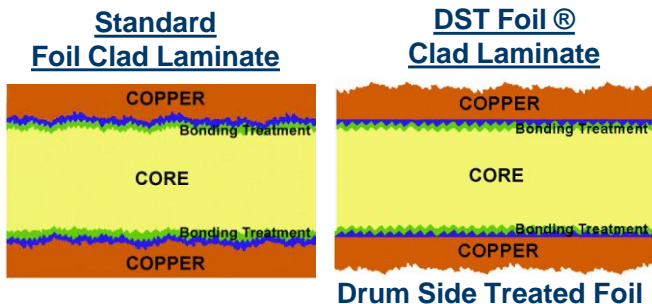 Standard
Foil Clad Laminate
COPPER
Bonding Treatment
CORE
Bonding Treatment
COPPER
DST Foil ®
Clad Laminate
COPPER
Bonding Treatment
CORE
Bonding Treatment
COPPER
Drum Side Treated Foil